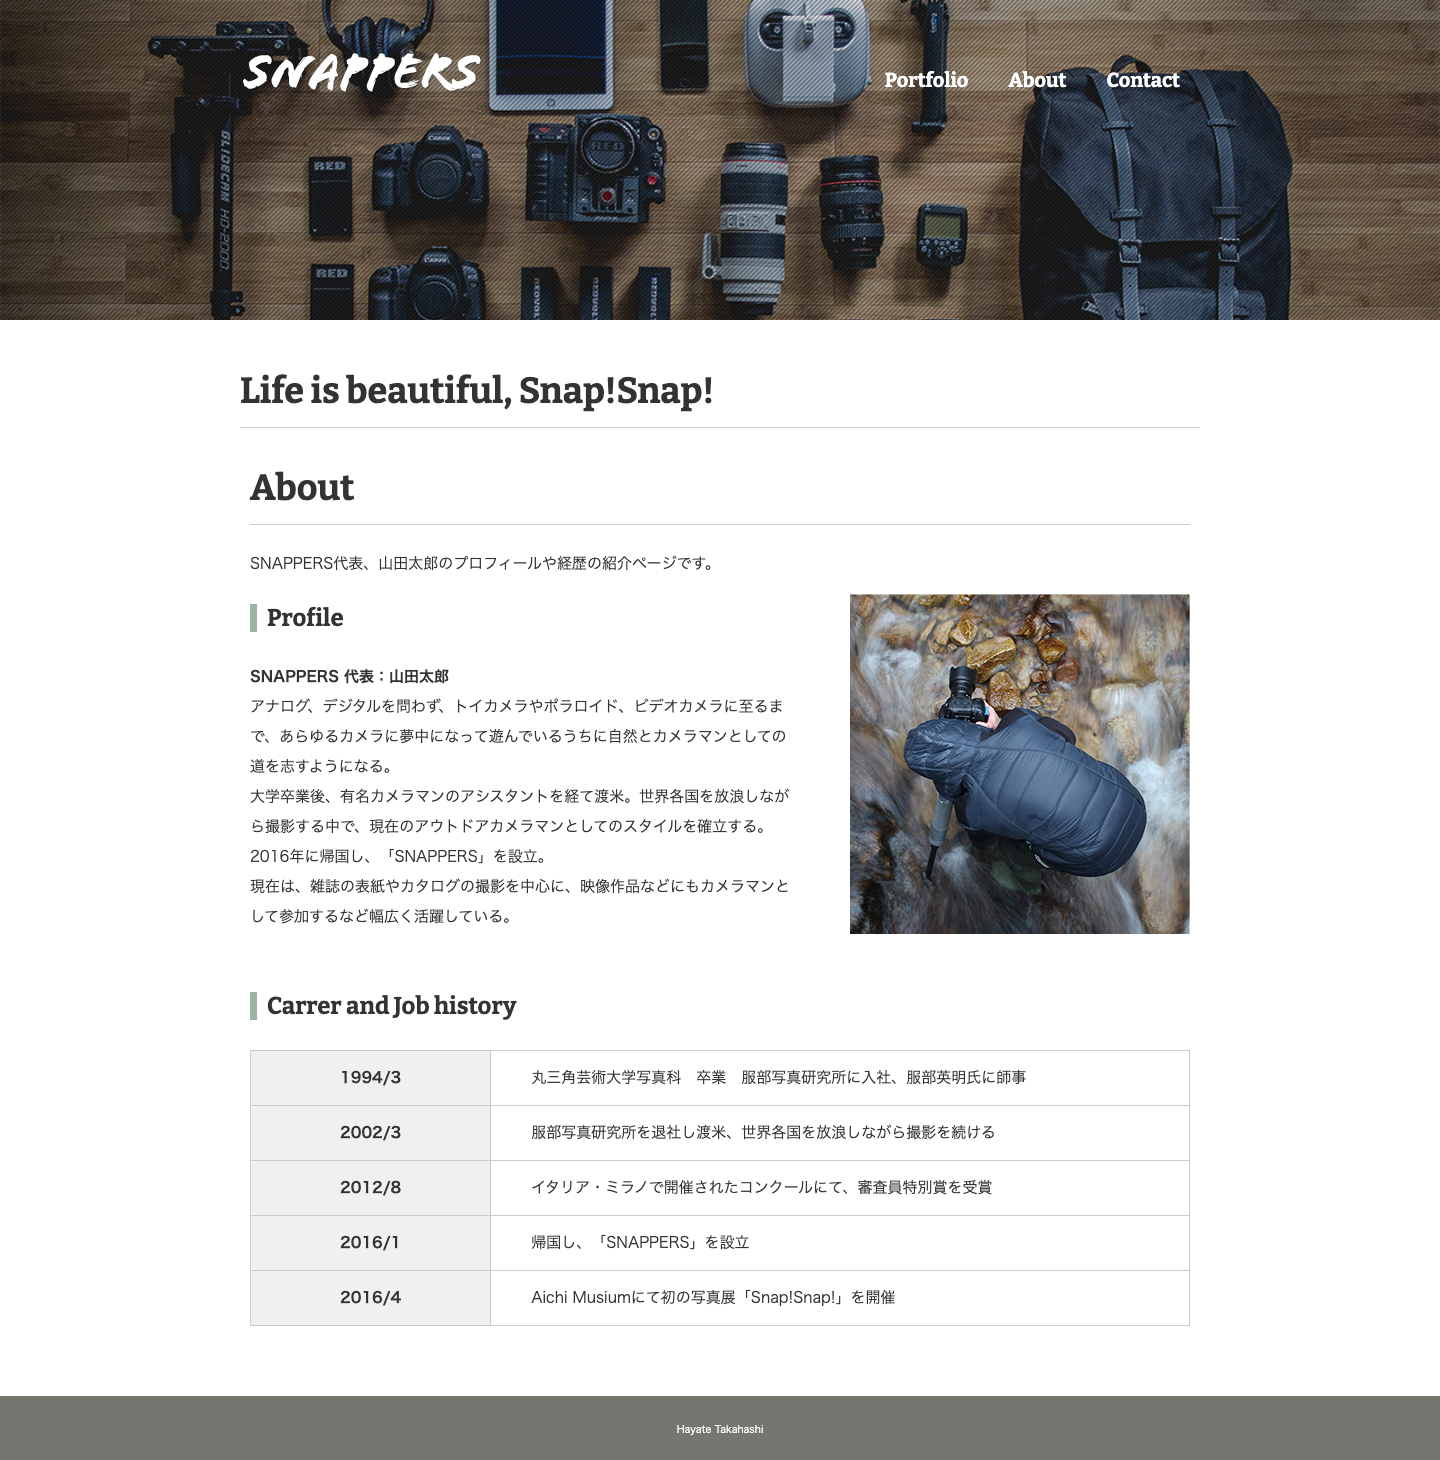 SNAPPERS
Portfolio About Contact
GLIDECAM HD-2000
RED
Canon
RED
RED
Canon
Life is beautiful, Snap!Snap!
About
SNAPPERS代表、山田太郎のプロフィールや経歴の紹介ページです。
Profile
SNAPPERS 代表：山田太郎
アナログ、デジタルを問わず、トイカメラやポラロイド、ビデオカメラに至るま
で、あらゆるカメラに夢中になって遊んでいるうちに自然とカメラマンとしての
道を志すようになる。
大学卒業後、有名カメラマンのアシスタントを経て渡米。世界各国を放浪しなが
ら撮影する中で、現在のアウトドアカメラマンとしてのスタイルを確立する。
2016年に帰国し、「SNAPPERS」を設立。
現在は、雑誌の表紙やカタログの撮影を中心に、映像作品などにもカメラマンと
して参加するなど幅広く活躍している。
Carrer and Job history
1994/3 丸三角芸術大学写真科　卒業　服部写真研究所に入社、服部英明氏に師事
2002/3 服部写真研究所を退社し渡米、世界各国を放浪しながら撮影を続ける
2012/8 イタリア・ミラノで開催されたコンクールにて、審査員特別賞を受賞
2016/1 帰国し、「SNAPPERS」を設立
2016/4 Aichi Musiumにて初の写真展「Snap!Snap!」を開催
Hayate Takahashi